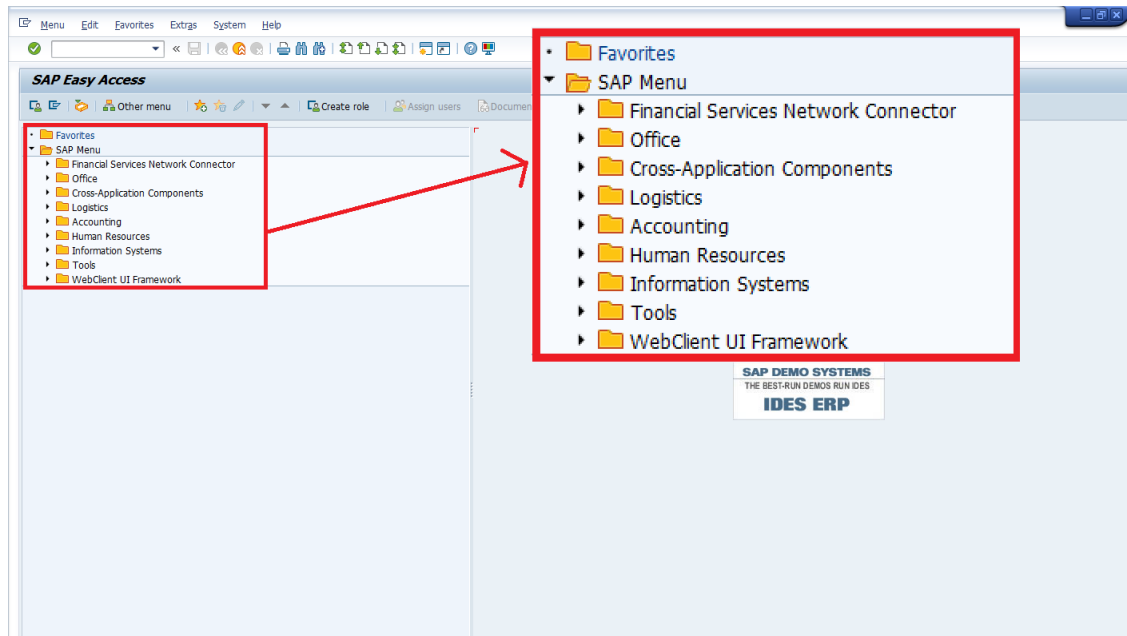 Menu Edit Favorites Extras System Help
SAP Easy Access
Other menu Create role Assign users Documen
Favorites
SAP Menu
Financial Services Network Connector
Office
Cross-Application Components
Logistics
Accounting
Human Resources
Information Systems
Tools
WebClient UI Framework
Favorites
SAP Menu
Financial Services Network Connector
Office
Cross-Application Components
Logistics
Accounting
Human Resources
Information Systems
Tools
WebClient UI Framework
SAP DEMO SYSTEMS
THE BEST-RUN DEMOS RUN IDES
IDES ERP